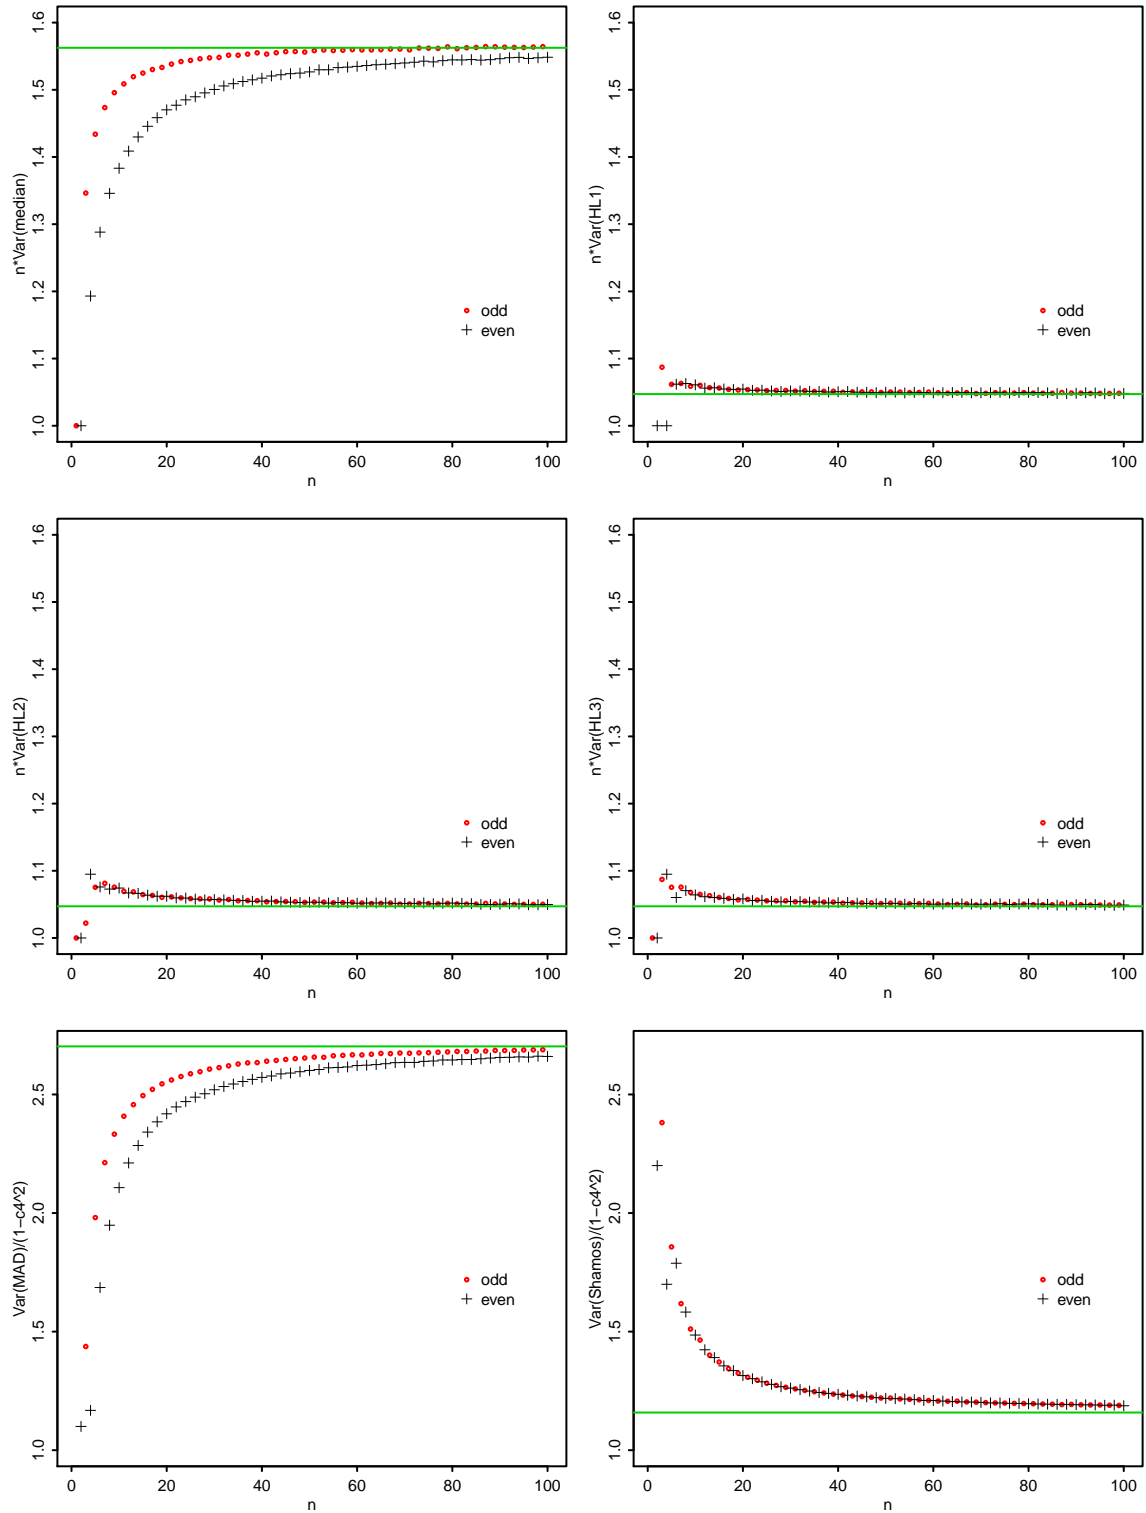 n*Var(median)
1.0 1.1 1.2 1.3 1.4 1.5 1.6
odd
even
0 20 40 60 80 100
n
n*Var(HL1)
1.0 1.1 1.2 1.3 1.4 1.5 1.6
odd
even
0 20 40 60 80 100
n
n*Var(HL2)
1.0 1.1 1.2 1.3 1.4 1.5 1.6
odd
even
0 20 40 60 80 100
n
n*Var(HL3)
1.0 1.1 1.2 1.3 1.4 1.5 1.6
odd
even
0 20 40 60 80 100
n
Var(MAD)/(1−c4^2)
1.0 1.5 2.0 2.5
odd
even
0 20 40 60 80 100
n
Var(Shamos)/(1−c4^2)
1.0 1.5 2.0 2.5
odd
even
0 20 40 60 80 100
n